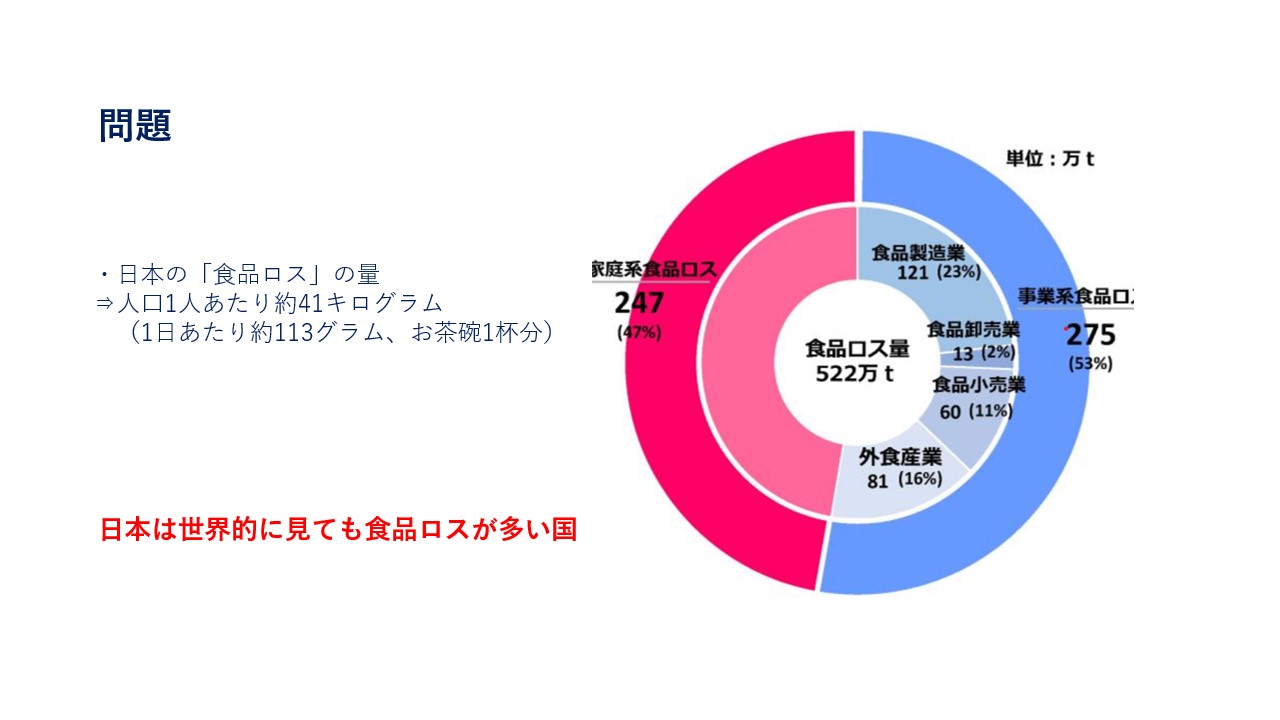 問題
・日本の「食品ロス」の量
⇒人口1人あたり約41キログラム
（1日あたり約113グラム、お茶碗1杯分）
日本は世界的に見ても食品ロスが多い国
単位：万ｔ
家庭系食品ロス
247
(47%)
食品ロス量
522万ｔ
食品製造業
121 (23%)
食品卸売業
13 (2%)
食品小売業
60 (11%)
外食産業
81 (16%)
事業系食品ロ
275
(53%)